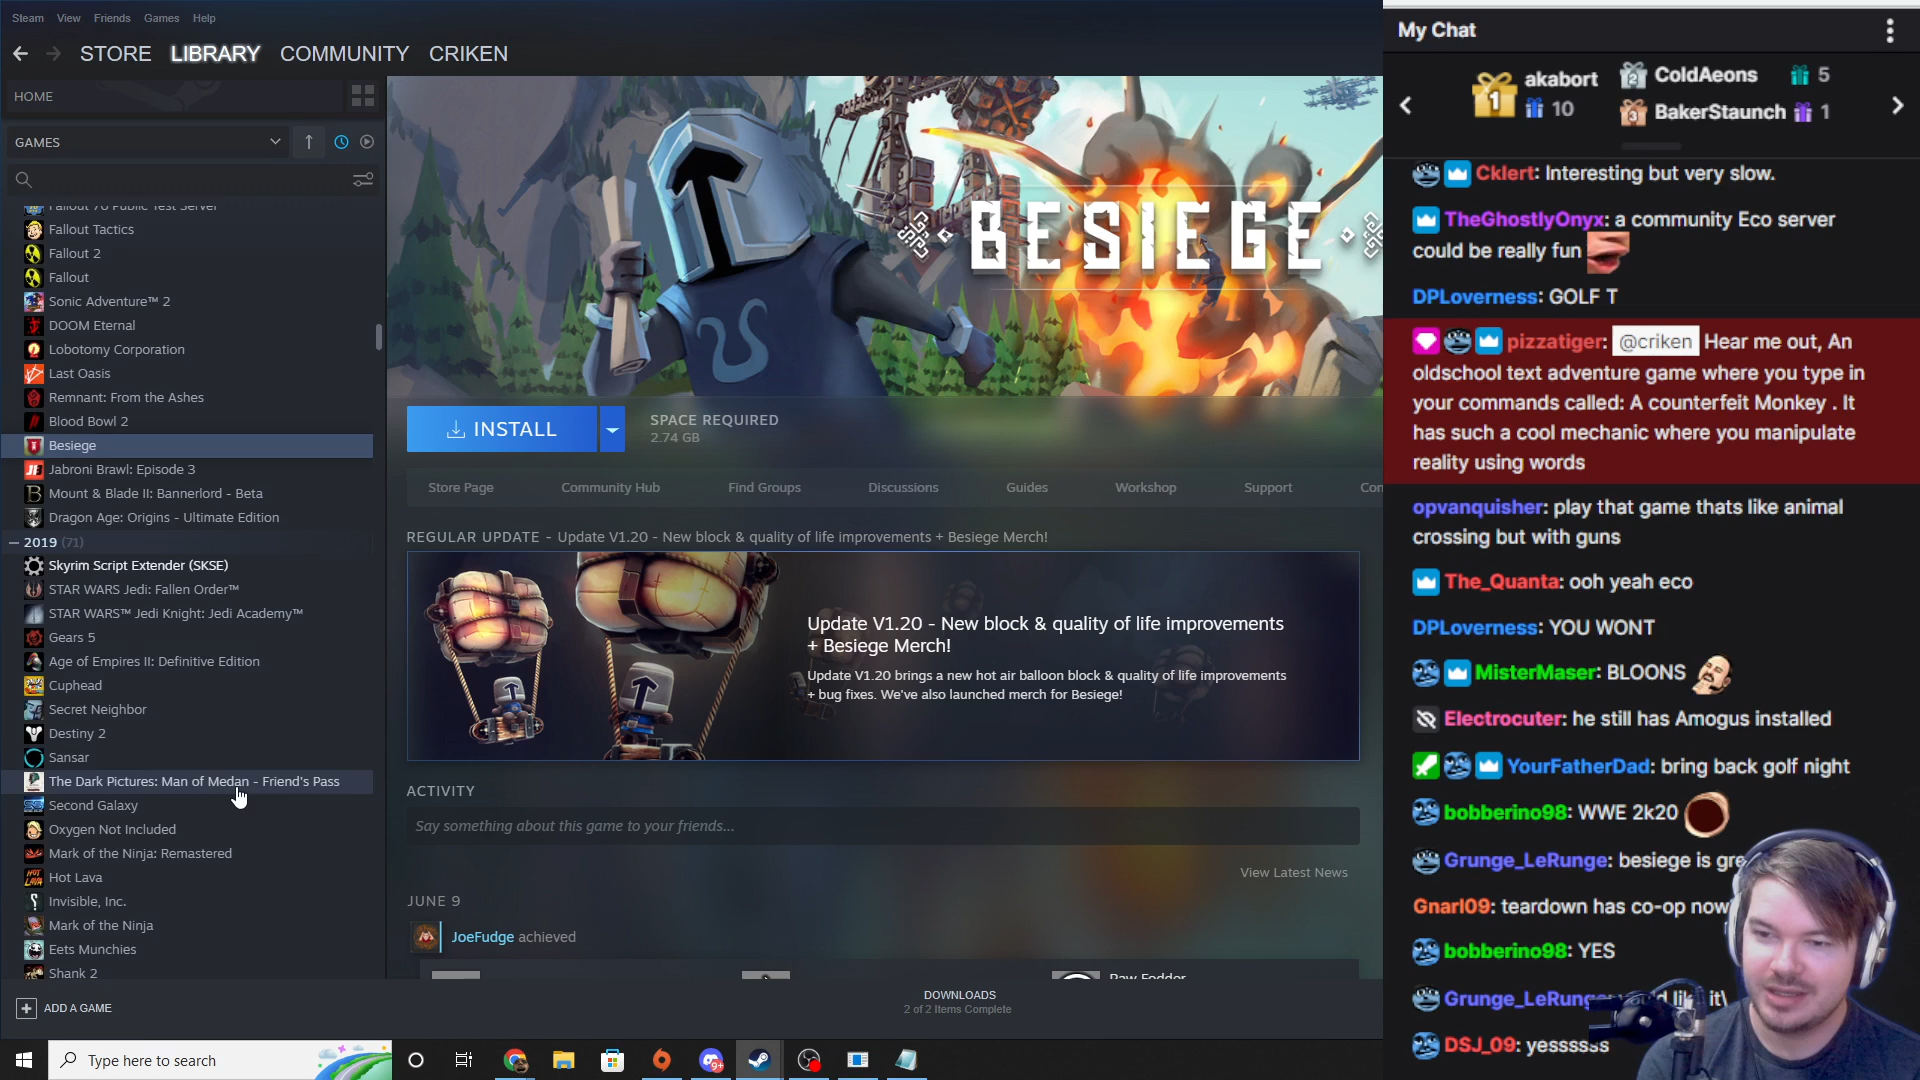 Steam View Friends Games Help
STORE LIBRARY COMMUNITY CRIKEN
HOME
GAMES
Fallout 76 Public Test Server
Fallout Tactics
Fallout 2
Fallout
Sonic Adventure™ 2
DOOM Eternal
Lobotomy Corporation
Last Oasis
Remnant: From the Ashes
Blood Bowl 2
Besiege
Jabroni Brawl: Episode 3
Mount & Blade II: Bannerlord - Beta
Dragon Age: Origins - Ultimate Edition
2019 (71)
Skyrim Script Extender (SKSE)
STAR WARS Jedi: Fallen Order™
STAR WARS™ Jedi Knight: Jedi Academy™
Gears 5
Age of Empires II: Definitive Edition
Cuphead
Secret Neighbor
Destiny 2
Sansar
The Dark Pictures: Man of Medan - Friend's Pass
Second Galaxy
Oxygen Not Included
Mark of the Ninja: Remastered
Hot Lava
Invisible, Inc.
Mark of the Ninja
Eets Munchies
Shank 2
ADD A GAME
BESIEGE
INSTALL
SPACE REQUIRED
2.74 GB
Store Page Community Hub Find Groups Discussions Guides Workshop Support
REGULAR UPDATE - Update V1.20 - New block & quality of life improvements + Besiege Merch!
Update V1.20 - New block & quality of life improvements
+ Besiege Merch!
Update V1.20 brings a new hot air balloon block & quality of life improvements
+ bug fixes. We've also launched merch for Besiege!
ACTIVITY
Say something about this game to your friends...
View Latest News
JUNE 9
JoeFudge achieved
Raw Fodder
DOWNLOADS
2 of 2 Items Complete
Type here to search
9+
My Chat
1 akabort 10
2 ColdAeons 5
3 BakerStaunch 1
Cklert: Interesting but very slow.
TheGhostlyOnyx: a community Eco server
could be really fun
DPLoverness: GOLF T
pizzatiger: @criken Hear me out, An
oldschool text adventure game where you type in
your commands called: A counterfeit Monkey . It
has such a cool mechanic where you manipulate
reality using words
opvanquisher: play that game thats like animal
crossing but with guns
The_Quanta: ooh yeah eco
DPLoverness: YOU WONT
MisterMaser: BLOONS
Electrocuter: he still has Amogus installed
YourFatherDad: bring back golf night
bobberino98: WWE 2k20
Grunge_LeRunge: besiege is gre
Gnarl09: teardown has co-op now
bobberino98: YES
Grunge_LeRung
DSJ_09: yessssss